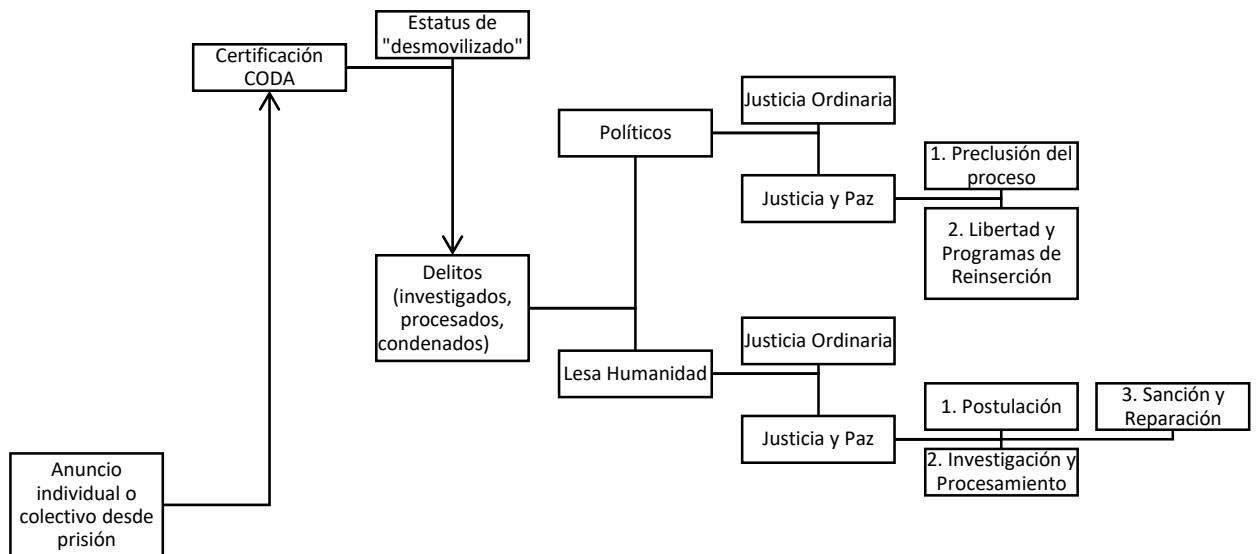 Estatus de
"desmovilizado"
Certificación
CODA
Justicia Ordinaria
Políticos
1. Preclusión del
proceso
Justicia y Paz
2. Libertad y
Programas de
Reinserción
Delitos
(investigados,
procesados,
condenados)
Justicia Ordinaria
Lesa Humanidad
1. Postulación
3. Sanción y
Reparación
Justicia y Paz
2. Investigación y
Procesamiento
Anuncio
individual o
colectivo desde
prisión